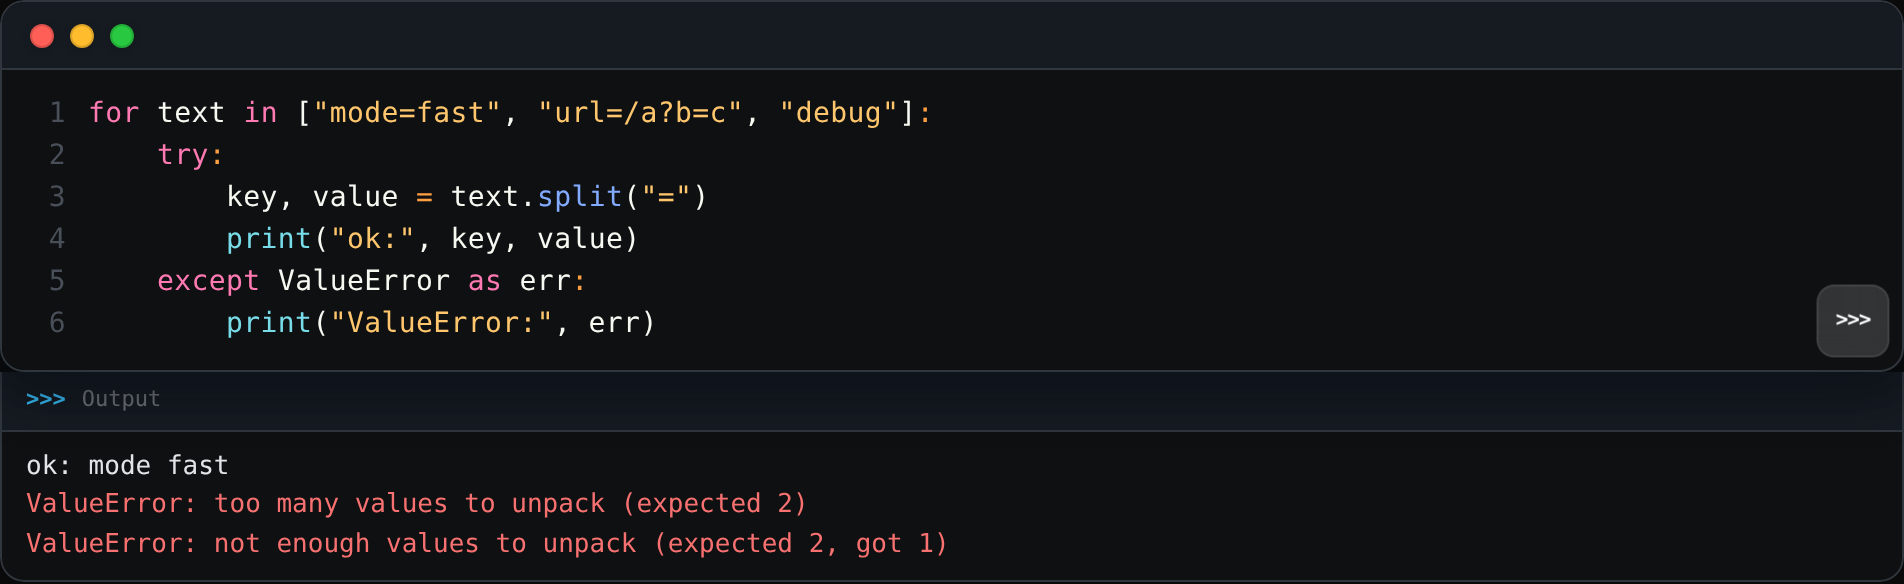 1 for text in ["mode=fast", "url=/a?b=c", "debug"]:
2     try:
3         key, value = text.split("=")
4         print("ok:", key, value)
5     except ValueError as err:
6         print("ValueError:", err)
>>>
>>> Output
ok: mode fast
ValueError: too many values to unpack (expected 2)
ValueError: not enough values to unpack (expected 2, got 1)